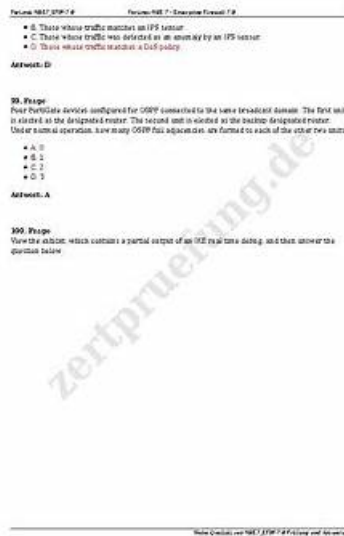 Fortinet NSE7_EFW-7.0 Fortinet NSE 7 - Enterprise Firewall 7.0
B. Those whose traffic matches an IPS sensor.
C. Those whose traffic was detected as an anomaly by an IPS sensor.
D. Those whose traffic matches a DoS policy.
Antwort: D
99. Frage
Four FortiGate devices configured for OSPF connected to the same broadcast domain. The first unit
is elected as the designated router. The second unit is elected as the backup designated router.
Under normal operation, how many OSPF full adjacencies are formed to each of the other two units
A.
B. 1
C. 2
D. 3
Antwort: A
100. Frage
View the exhibit, which contains a partial output of an IKE real time debug, and then answer the
question below.
zertpruefung.de
NSE7_EFW-7.0 Prüfung und